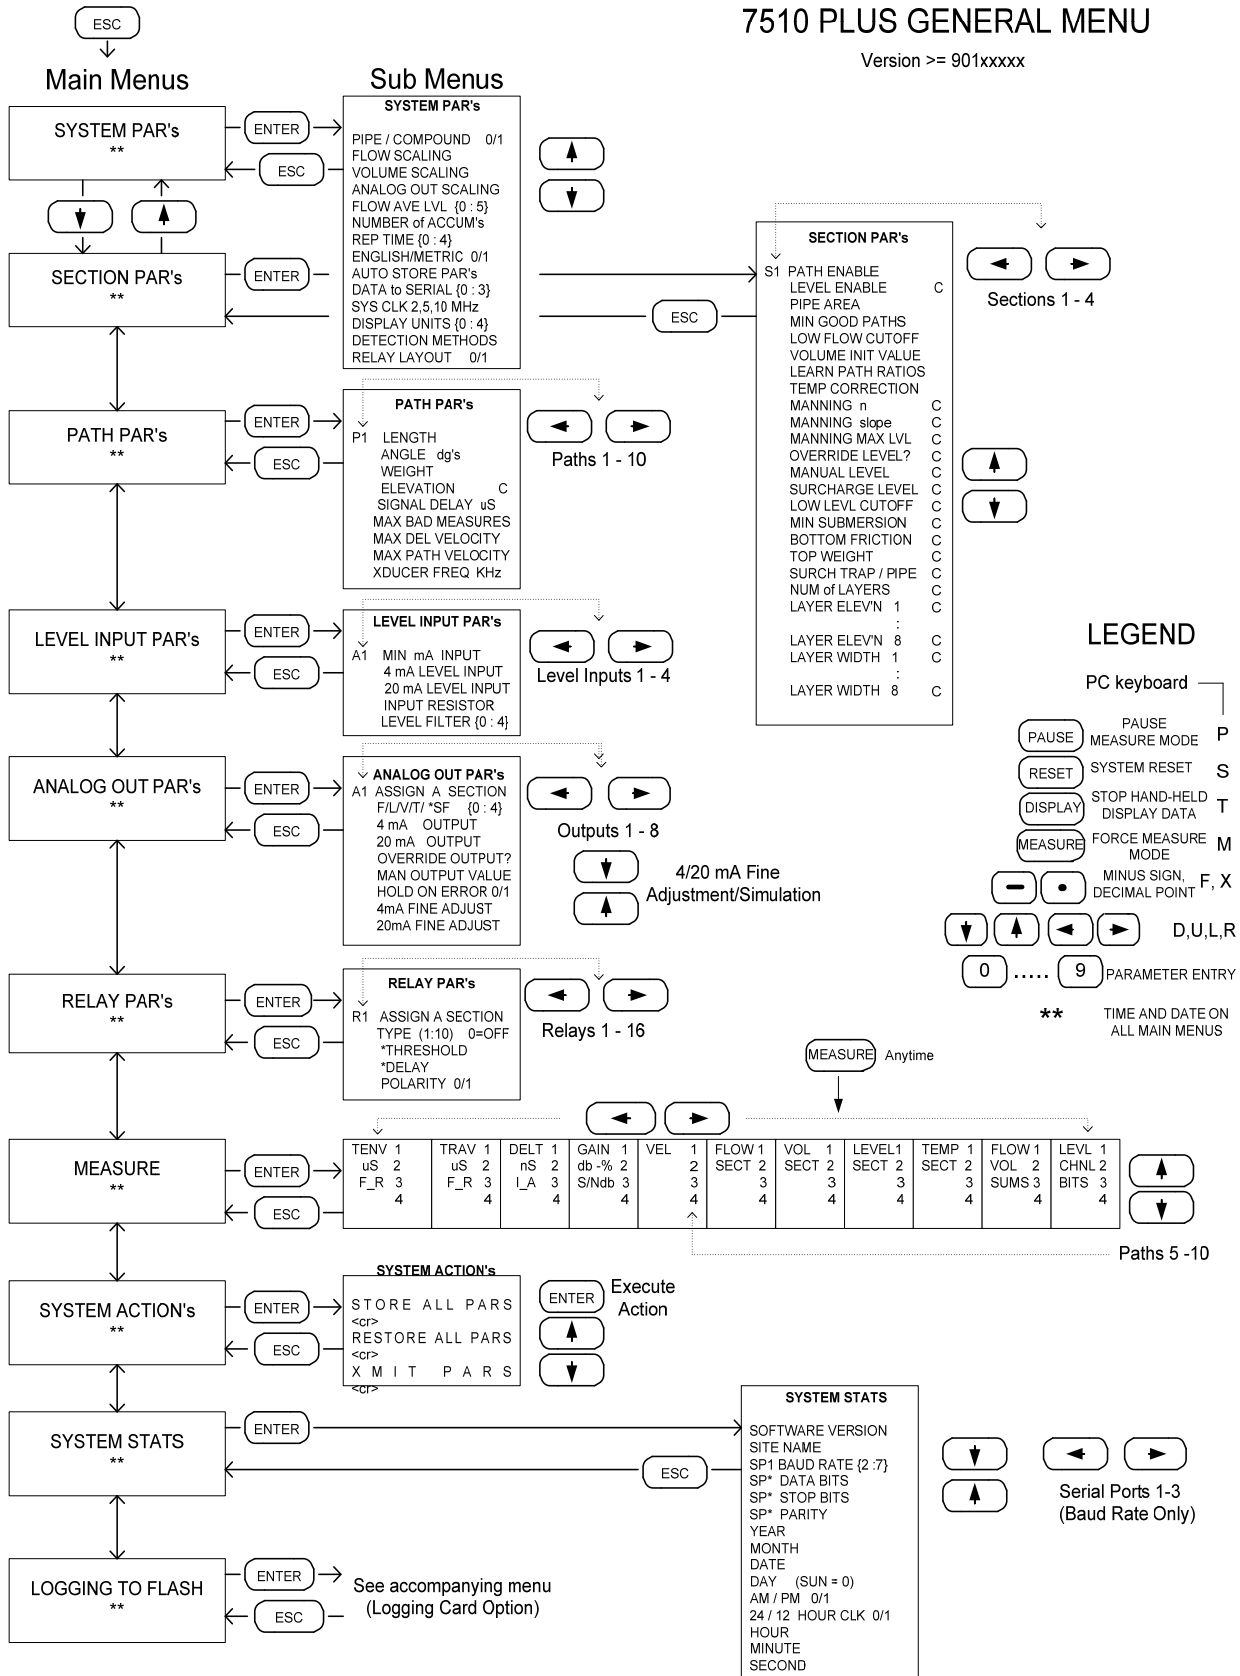 7510 PLUS GENERAL MENU
Version >= 901xxxxx
ESC
Main Menus
Sub Menus
SYSTEM PAR's
**
ENTER
ESC
SYSTEM PAR's
PIPE / COMPOUND 0/1
FLOW SCALING
VOLUME SCALING
ANALOG OUT SCALING
FLOW AVE LVL {0 : 5}
NUMBER of ACCUM's
REP TIME {0 : 4}
ENGLISH/METRIC 0/1
AUTO STORE PAR's
DATA to SERIAL {0 : 3}
SYS CLK 2,5,10 MHz
DISPLAY UNITS {0 : 4}
DETECTION METHODS
RELAY LAYOUT 0/1
SECTION PAR's
**
ENTER
ESC
SECTION PAR's
S1 PATH ENABLE
LEVEL ENABLE C
PIPE AREA
MIN GOOD PATHS
LOW FLOW CUTOFF
VOLUME INIT VALUE
LEARN PATH RATIOS
TEMP CORRECTION
MANNING n C
MANNING slope C
MANNING MAX LVL C
OVERRIDE LEVEL? C
MANUAL LEVEL C
SURCHARGE LEVEL C
LOW LEVL CUTOFF C
MIN SUBMERSION C
BOTTOM FRICTION C
TOP WEIGHT C
SURCH TRAP / PIPE C
NUM of LAYERS C
LAYER ELEV'N 1 C
:
LAYER ELEV'N 8 C
LAYER WIDTH 1 C
:
LAYER WIDTH 8 C
Sections 1 - 4
PATH PAR's
**
ENTER
ESC
PATH PAR's
P1 LENGTH
ANGLE dg's
WEIGHT
ELEVATION C
SIGNAL DELAY uS
MAX BAD MEASURES
MAX DEL VELOCITY
MAX PATH VELOCITY
XDUCER FREQ KHz
Paths 1 - 10
LEVEL INPUT PAR's
**
ENTER
ESC
LEVEL INPUT PAR's
A1 MIN mA INPUT
4 mA LEVEL INPUT
20 mA LEVEL INPUT
INPUT RESISTOR
LEVEL FILTER {0 : 4}
Level Inputs 1 - 4
ANALOG OUT PAR's
**
ENTER
ESC
ANALOG OUT PAR's
A1 ASSIGN A SECTION
F/L/V/T/ *SF {0 : 4}
4 mA OUTPUT
20 mA OUTPUT
OVERRIDE OUTPUT?
MAN OUTPUT VALUE
HOLD ON ERROR 0/1
4mA FINE ADJUST
20mA FINE ADJUST
Outputs 1 - 8
4/20 mA Fine
Adjustment/Simulation
LEGEND
PC keyboard
PAUSE
PAUSE
MEASURE MODE
P
RESET
SYSTEM RESET
S
DISPLAY
STOP HAND-HELD
DISPLAY DATA
T
MEASURE
FORCE MEASURE
MODE
M
MINUS SIGN,
DECIMAL POINT
F, X
D,U,L,R
0 ..... 9 PARAMETER ENTRY
** TIME AND DATE ON
ALL MAIN MENUS
RELAY PAR's
**
ENTER
ESC
RELAY PAR's
R1 ASSIGN A SECTION
TYPE (1:10) 0=OFF
*THRESHOLD
*DELAY
POLARITY 0/1
Relays 1 - 16
MEASURE Anytime
MEASURE
**
ENTER
ESC
TENV 1 TRAV 1 DELT 1 GAIN 1 VEL 1 FLOW 1 VOL 1 LEVEL1 TEMP 1 FLOW 1 LEVL 1
uS 2 uS 2 nS 2 db -% 2 2 SECT 2 SECT 2 SECT 2 SECT 2 VOL 2 CHNL 2
F_R 3 F_R 3 I_A 3 S/Ndb 3 3 3 3 3 3 SUMS 3 BITS 3
4 4 4 4 4 4 4 4 4 4 4
Paths 5 -10
SYSTEM ACTION's
**
ENTER
ESC
SYSTEM ACTION's
STORE ALL PARS
<cr>
RESTORE ALL PARS
<cr>
XMIT PARS
<cr>
ENTER
Execute
Action
SYSTEM STATS
**
ENTER
ESC
SYSTEM STATS
SOFTWARE VERSION
SITE NAME
SP1 BAUD RATE {2 :7}
SP* DATA BITS
SP* STOP BITS
SP* PARITY
YEAR
MONTH
DATE
DAY (SUN = 0)
AM / PM 0/1
24 / 12 HOUR CLK 0/1
HOUR
MINUTE
SECOND
Serial Ports 1-3
(Baud Rate Only)
LOGGING TO FLASH
**
ENTER
ESC
See accompanying menu
(Logging Card Option)